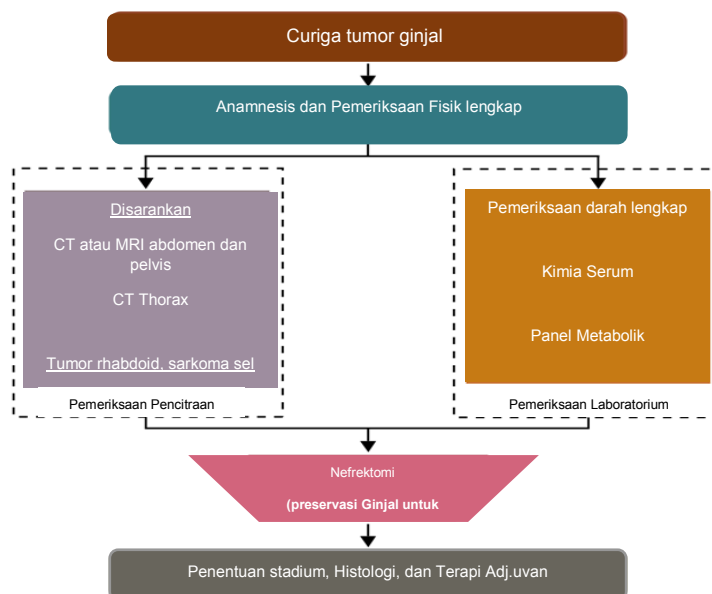 Curiga tumor ginjal
Anamnesis dan Pemeriksaan Fisik lengkap
Disarankan
CT atau MRI abdomen dan
pelvis
CT Thorax
Tumor rhabdoid, sarkoma sel
Pemeriksaan Pencitraan
Pemeriksaan darah lengkap
Kimia Serum
Panel Metabolik
Pemeriksaan Laboratorium
Nefrektomi
(preservasi Ginjal untuk
Penentuan stadium, Histologi, dan Terapi Adj.uvan